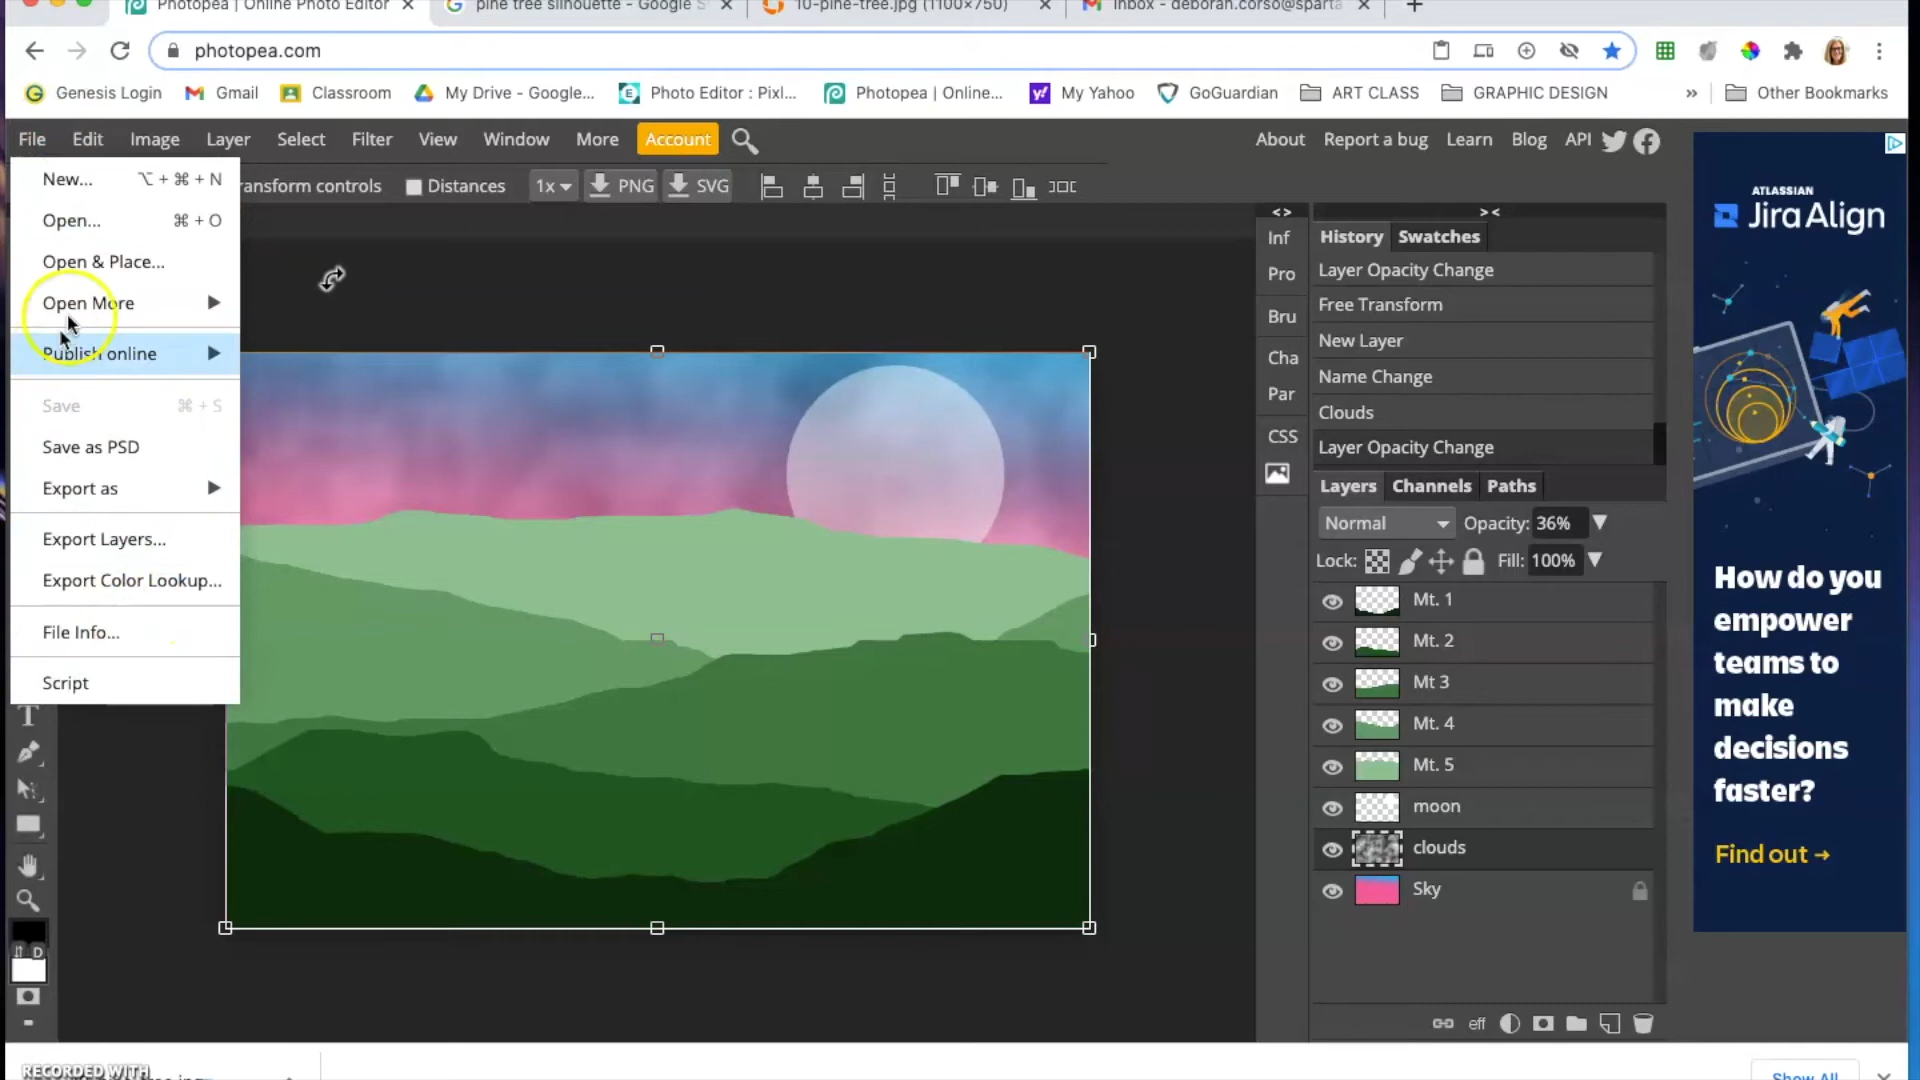 Photopea | Online Photo Editor
pine tree silhouette - Google S
10-pine-tree.jpg (1100×750)
Inbox - deborah.corso@sparta
photopea.com
Genesis Login
Gmail
Classroom
My Drive - Google...
Photo Editor : Pixl...
Photopea | Online...
My Yahoo
GoGuardian
ART CLASS
GRAPHIC DESIGN
»
Other Bookmarks
File Edit Image Layer Select Filter View Window More Account
About Report a bug Learn Blog API
ransform controls Distances 1x PNG SVG
New... ⌥ + ⌘ + N
Open... ⌘ + O
Open & Place...
Open More
Publish online
Save ⌘ + S
Save as PSD
Export as
Export Layers...
Export Color Lookup...
File Info...
Script
T
D
<> ><
Inf
Pro
Bru
Cha
Par
CSS
History Swatches
Layer Opacity Change
Free Transform
New Layer
Name Change
Clouds
Layer Opacity Change
Layers Channels Paths
Normal Opacity: 36%
Lock: Fill: 100%
Mt. 1
Mt. 2
Mt 3
Mt. 4
Mt. 5
moon
clouds
Sky
eff
ATLASSIAN
Jira Align
How do you
empower
teams to
make
decisions
faster?
Find out →
RECORDED WITH
Show All